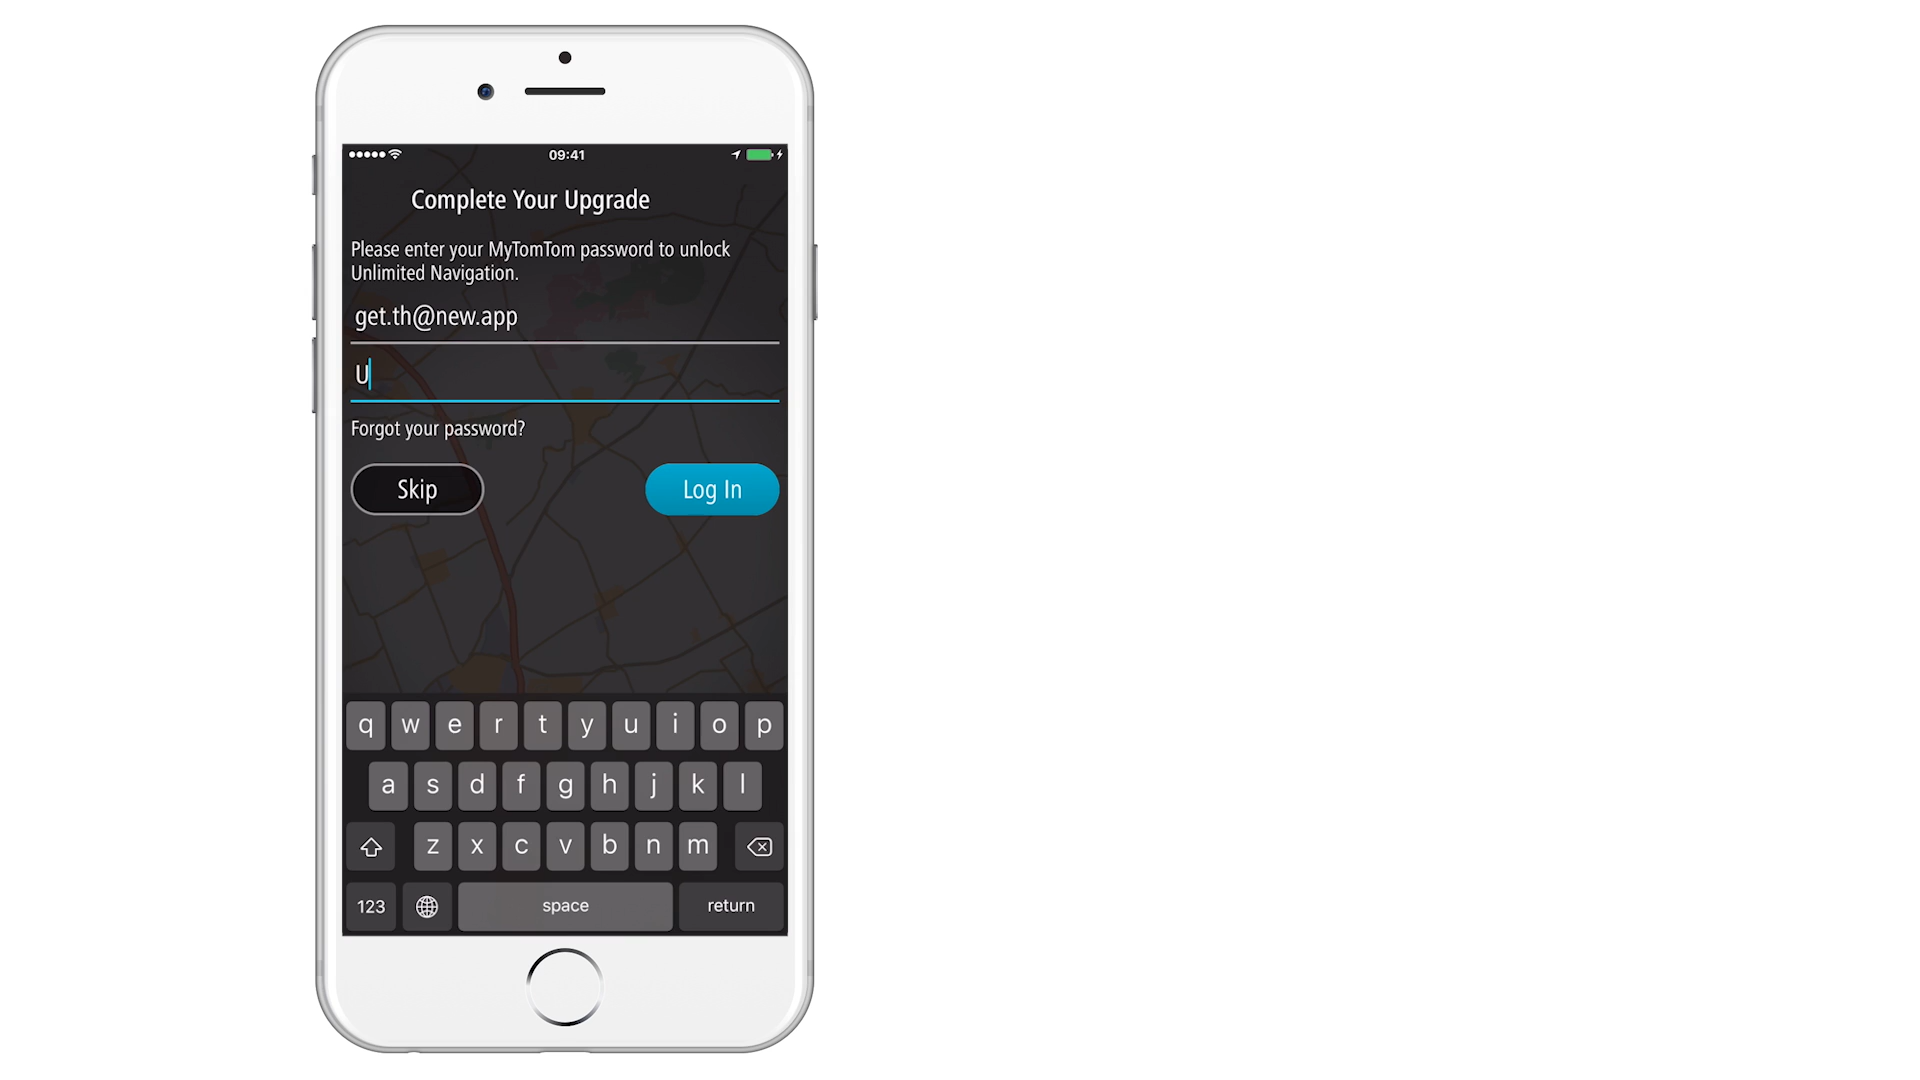 09:41
Complete Your Upgrade
Please enter your MyTomTom password to unlock
Unlimited Navigation.
get.th@new.app
U
Forgot your password?
Skip Log In
q w e r t y u i o p
a s d f g h j k l
z x c v b n m
123 space return